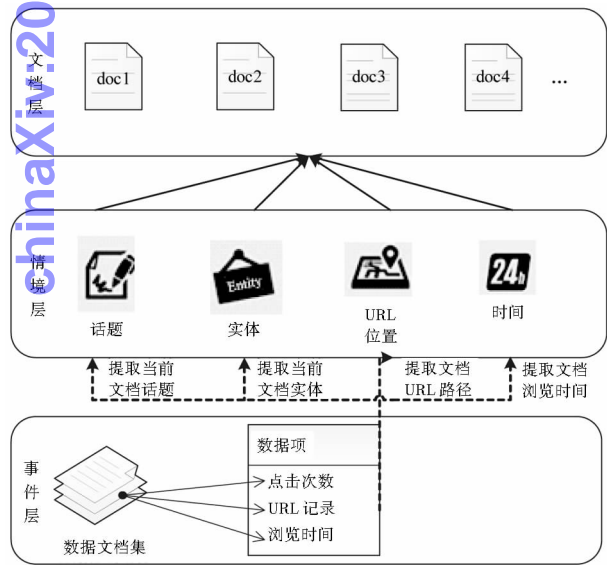 chinaXiv:20
文档层
doc1
doc2
doc3
doc4
...
情境层
Entity
24h
话题
实体
URL
位置
时间
提取当前
文档话题
提取当前
文档实体
提取文档
URL 路径
提取文档
浏览时间
事件层
数据文档集
数据项
点击次数
URL 记录
浏览时间